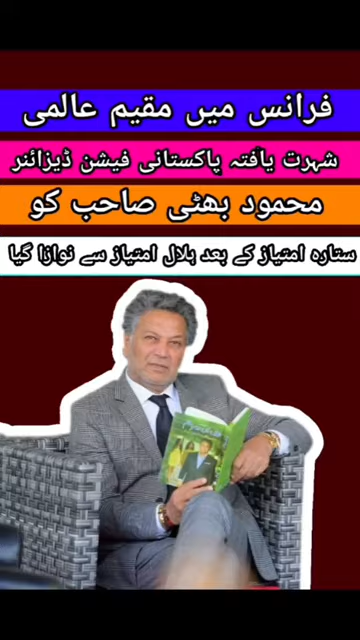 فرانس میں مقیم عالمی
شہرت یافتہ پاکستانی فیشن ڈیزائنر
محمود بھٹی صاحب کو
ستارہ امتیاز کے بعد ہلال امتیاز سے نوازا گیا